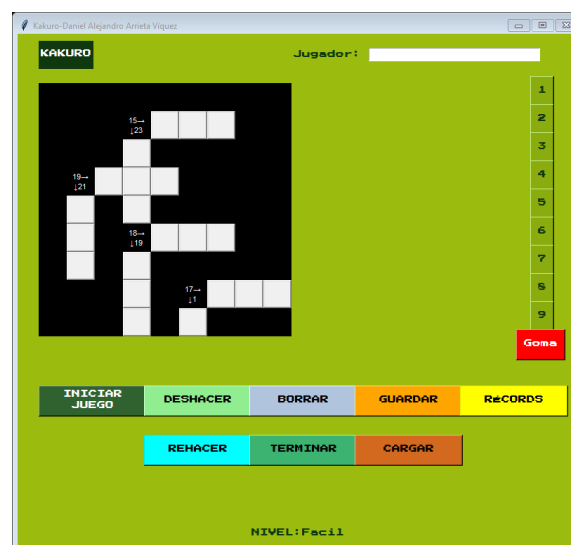 Kakuro-Daniel Alejandro Arrieta Víquez
KAKURO
Jugador:
1
2
3
4
5
6
7
8
9
Goma
15→
↓23
19→
↓21
18→
↓19
17→
↓1
INICIAR
JUEGO
DESHACER
BORRAR
GUARDAR
RéCORDS
REHACER
TERMINAR
CARGAR
NIVEL:Facil